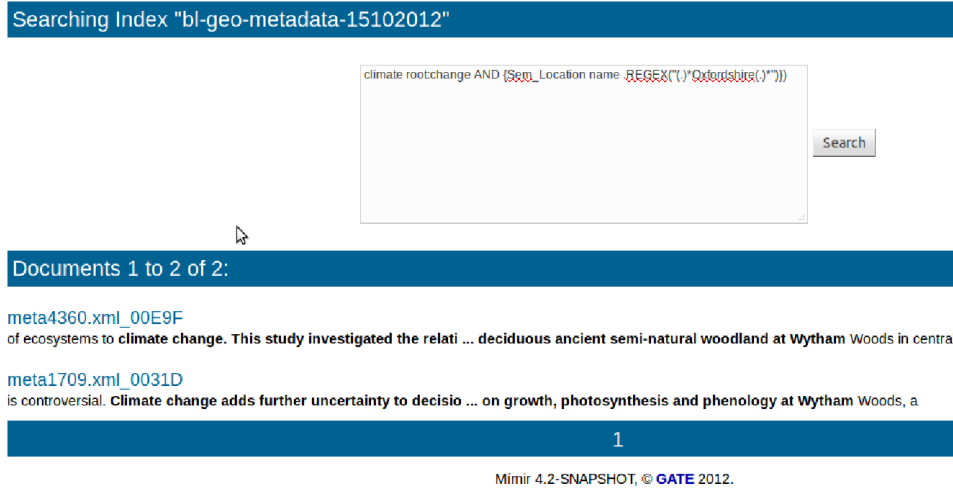 Searching Index "bl-geo-metadata-15102012"
climate root:change AND {Sem_Location name .REGEX("(.)*Oxfordshire(.)*")})
Search
Documents 1 to 2 of 2:
meta4360.xml_00E9F
of ecosystems to climate change. This study investigated the relati ... deciduous ancient semi-natural woodland at Wytham Woods in centra
meta1709.xml_0031D
is controversial. Climate change adds further uncertainty to decisio ... on growth, photosynthesis and phenology at Wytham Woods, a
1
Mímir 4.2-SNAPSHOT, © GATE 2012.